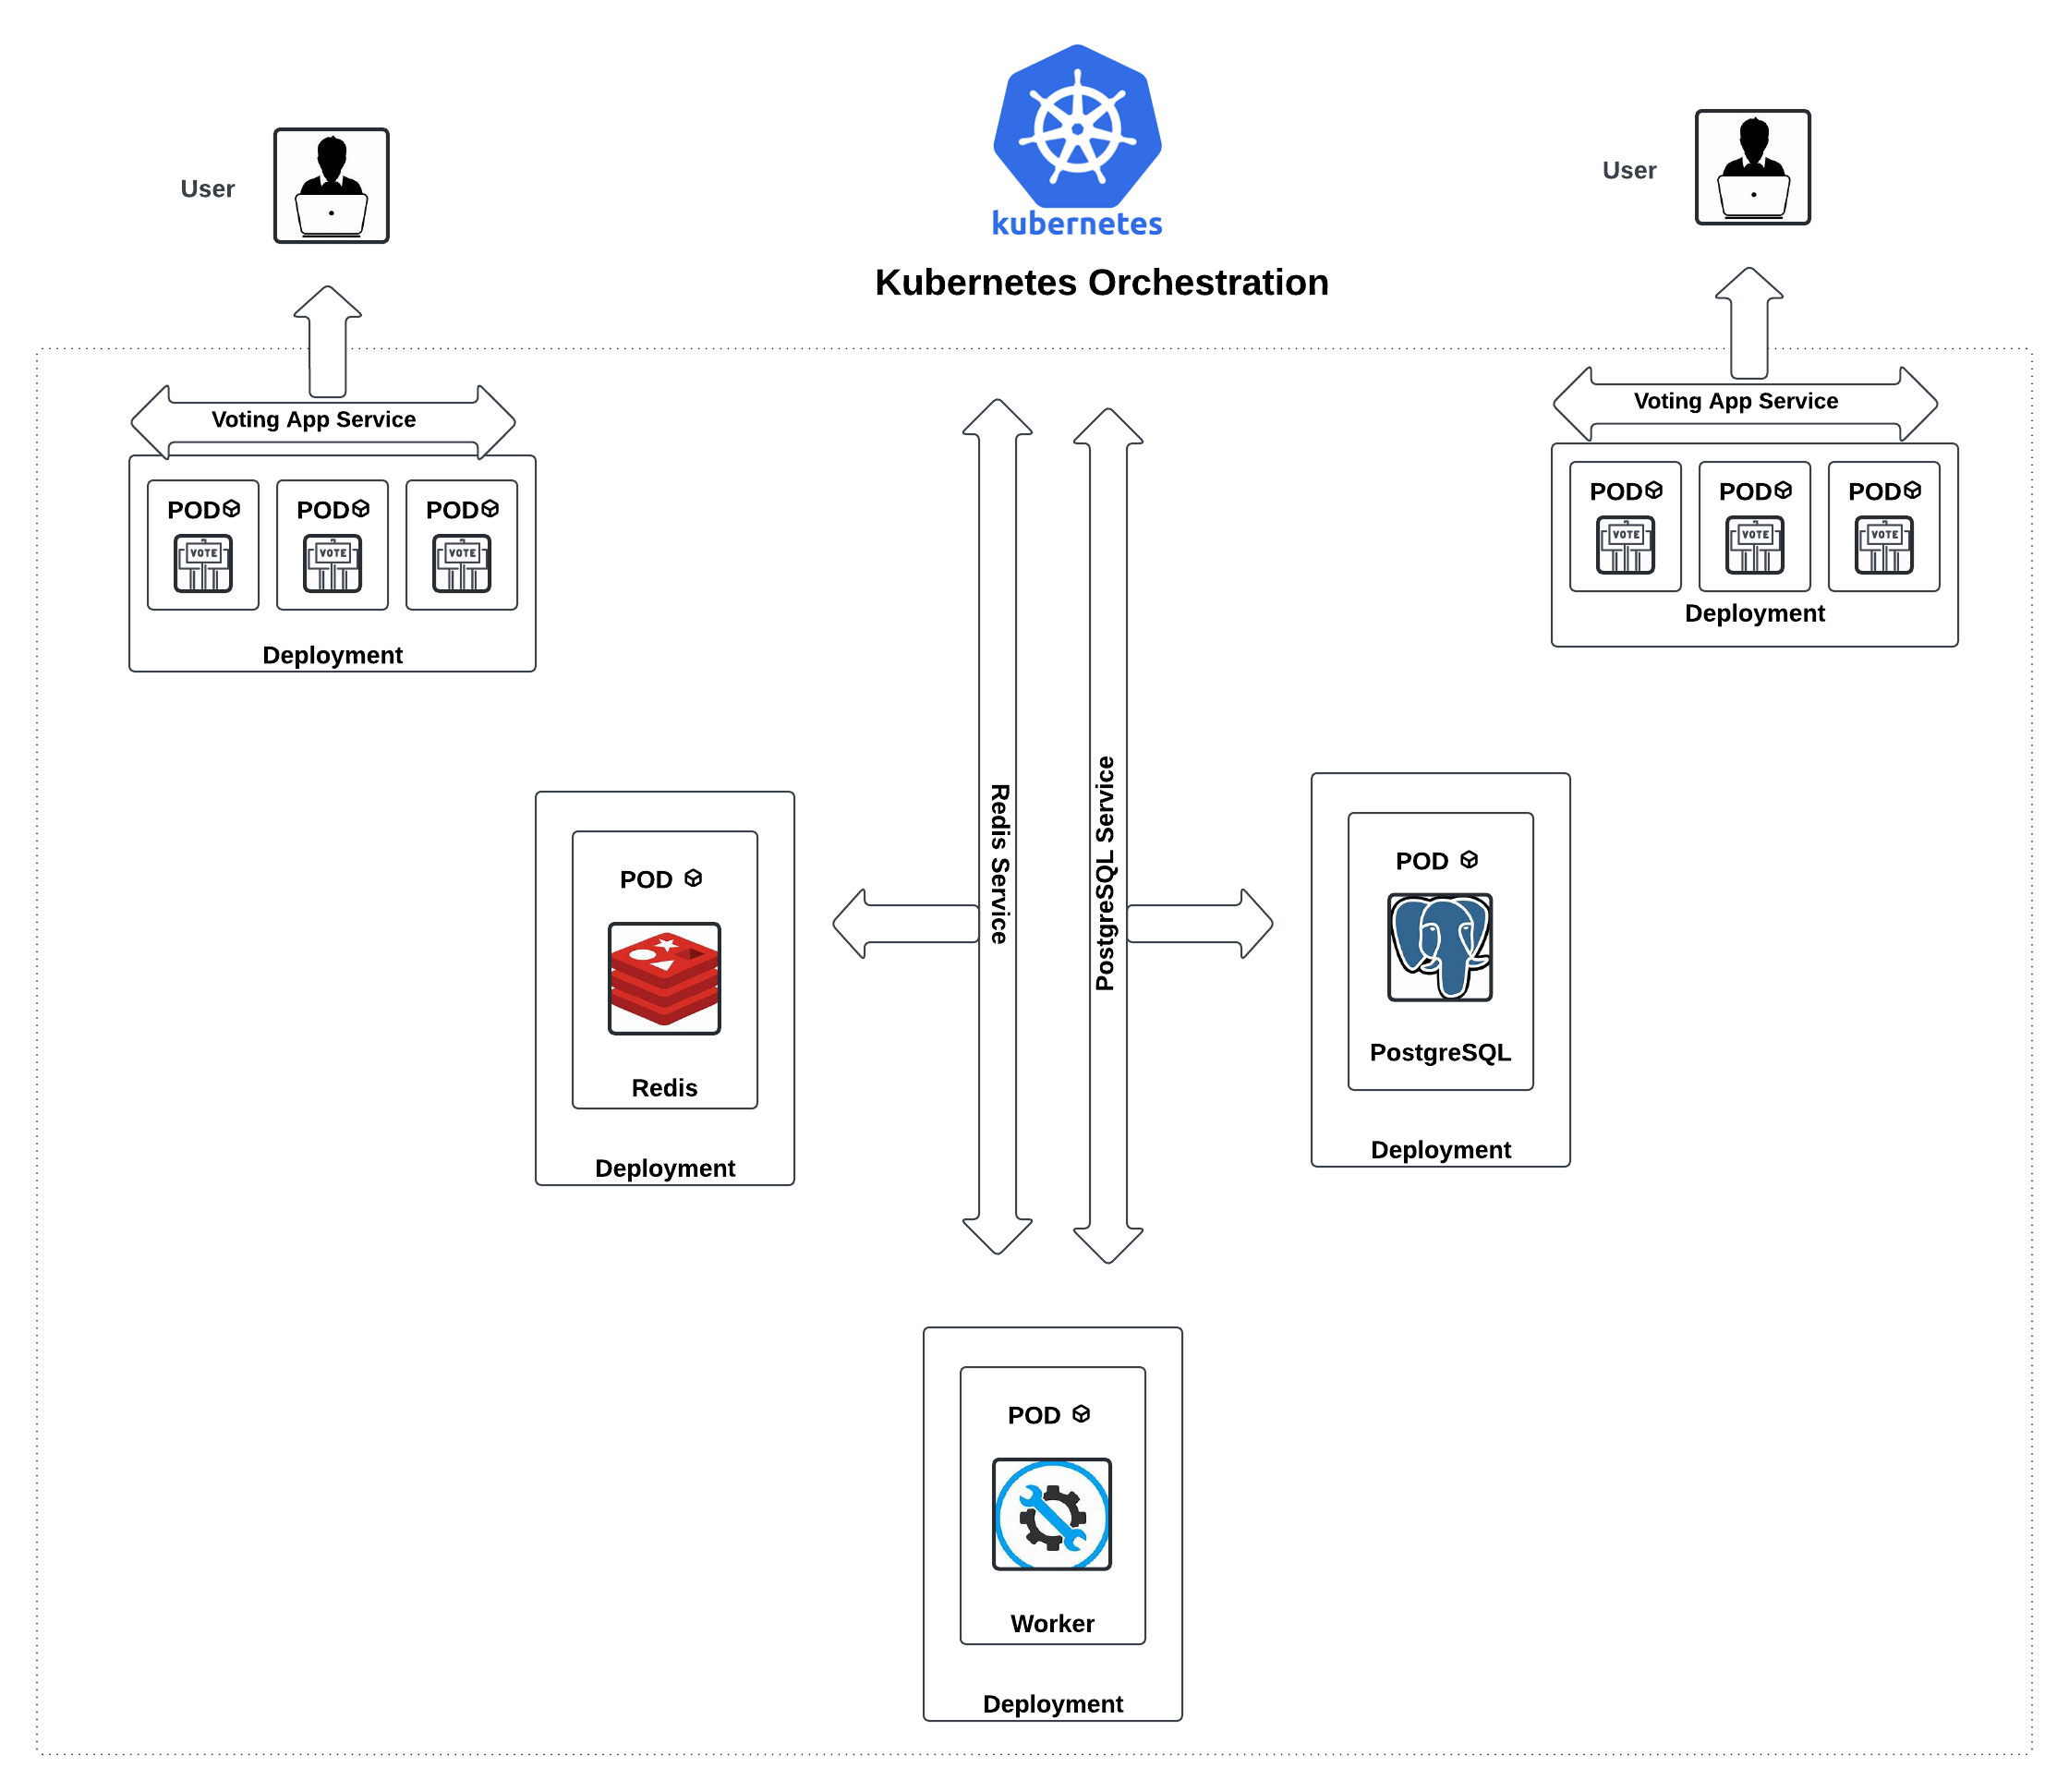 kubernetes
Kubernetes Orchestration
User
User
Voting App Service
POD
VOTE
POD
VOTE
POD
VOTE
Deployment
Voting App Service
POD
VOTE
POD
VOTE
POD
VOTE
Deployment
Redis Service
PostgreSQL Service
POD
Redis
Deployment
POD
PostgreSQL
Deployment
POD
Worker
Deployment